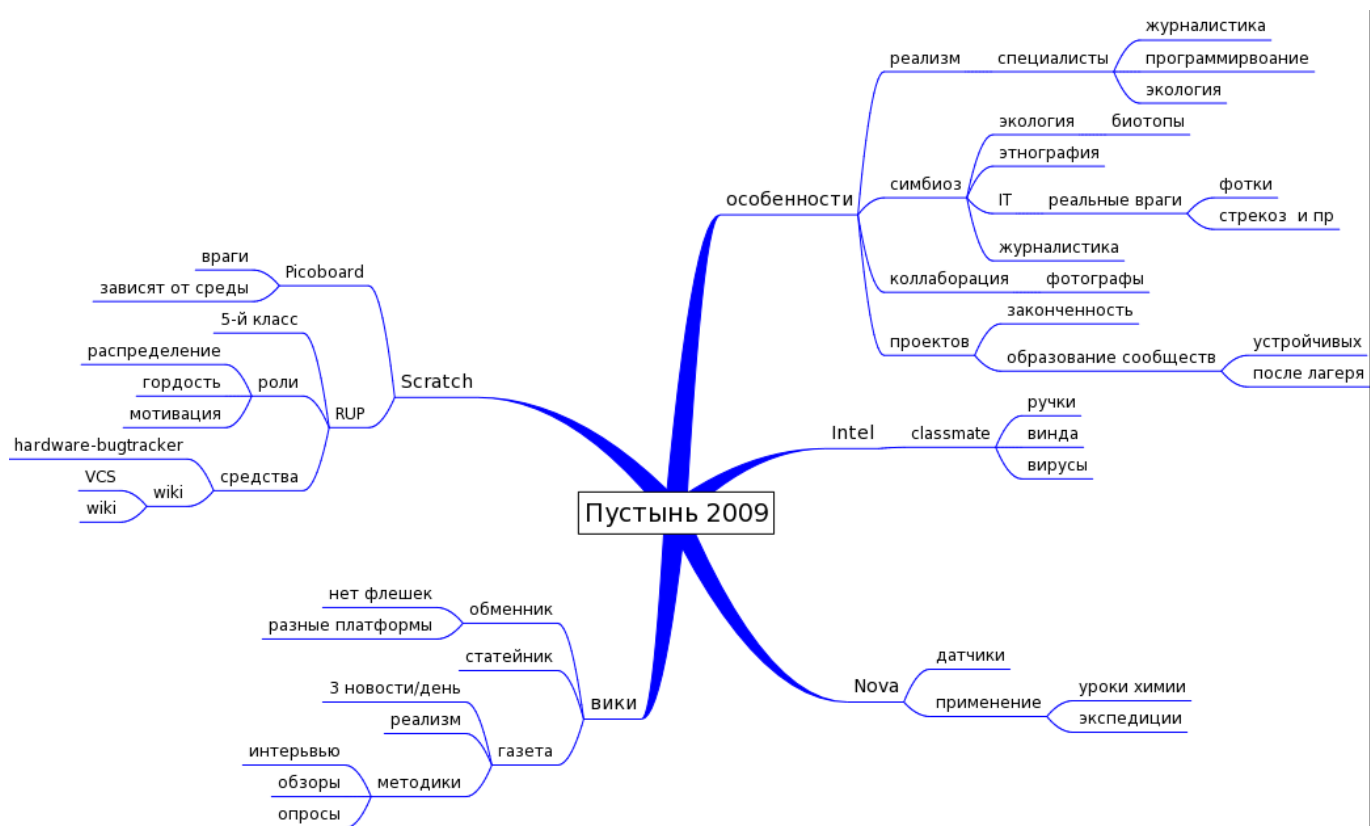 Пустынь 2009
особенности
реализм
специалисты
журналистика
программирвоание
экология
симбиоз
экология
биотопы
этнография
IT
реальные враги
фотки
стрекоз и пр
журналистика
коллаборация
фотографы
проектов
законченность
образование сообществ
устройчивых
после лагеря
Intel
classmate
ручки
винда
вирусы
Nova
датчики
применение
уроки химии
экспедиции
Scratch
Picoboard
враги
зависят от среды
RUP
5-й класс
роли
распределение
гордость
мотивация
средства
hardware-bugtracker
wiki
VCS
wiki
вики
обменник
нет флешек
разные платформы
статейник
газета
3 новости/день
реализм
методики
интерьвью
обзоры
опросы